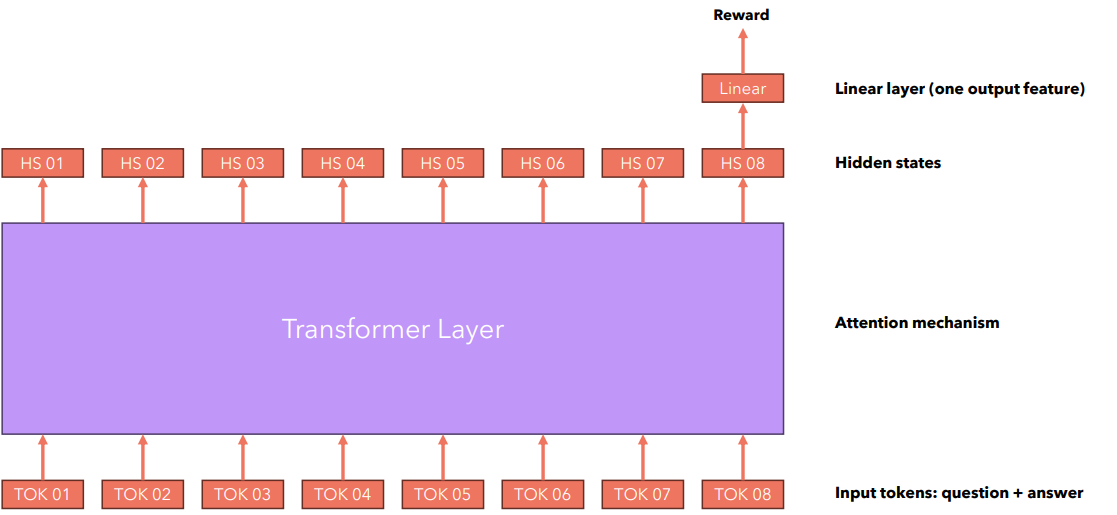 Reward
Linear
Linear layer (one output feature)
HS 01
HS 02
HS 03
HS 04
HS 05
HS 06
HS 07
HS 08
Hidden states
Transformer Layer
Attention mechanism
TOK 01
TOK 02
TOK 03
TOK 04
TOK 05
TOK 06
TOK 07
TOK 08
Input tokens: question + answer